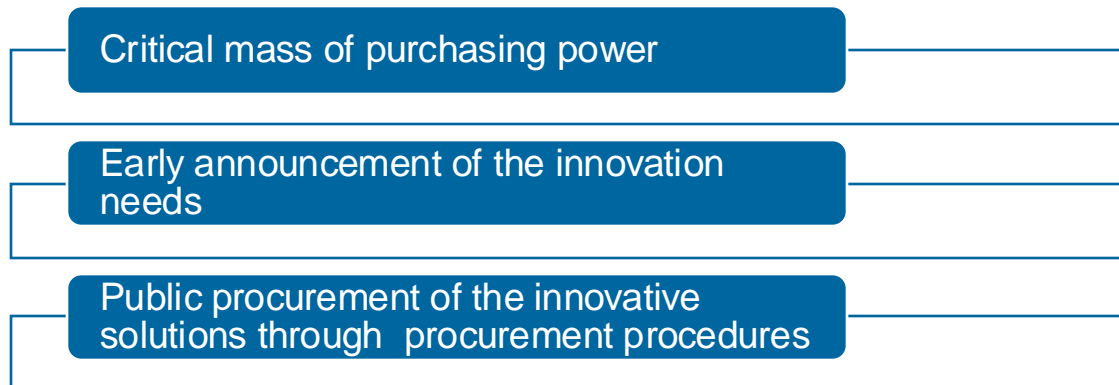 Critical mass of purchasing power
Early announcement of the innovation
needs
Public procurement of the innovative
solutions through  procurement procedures